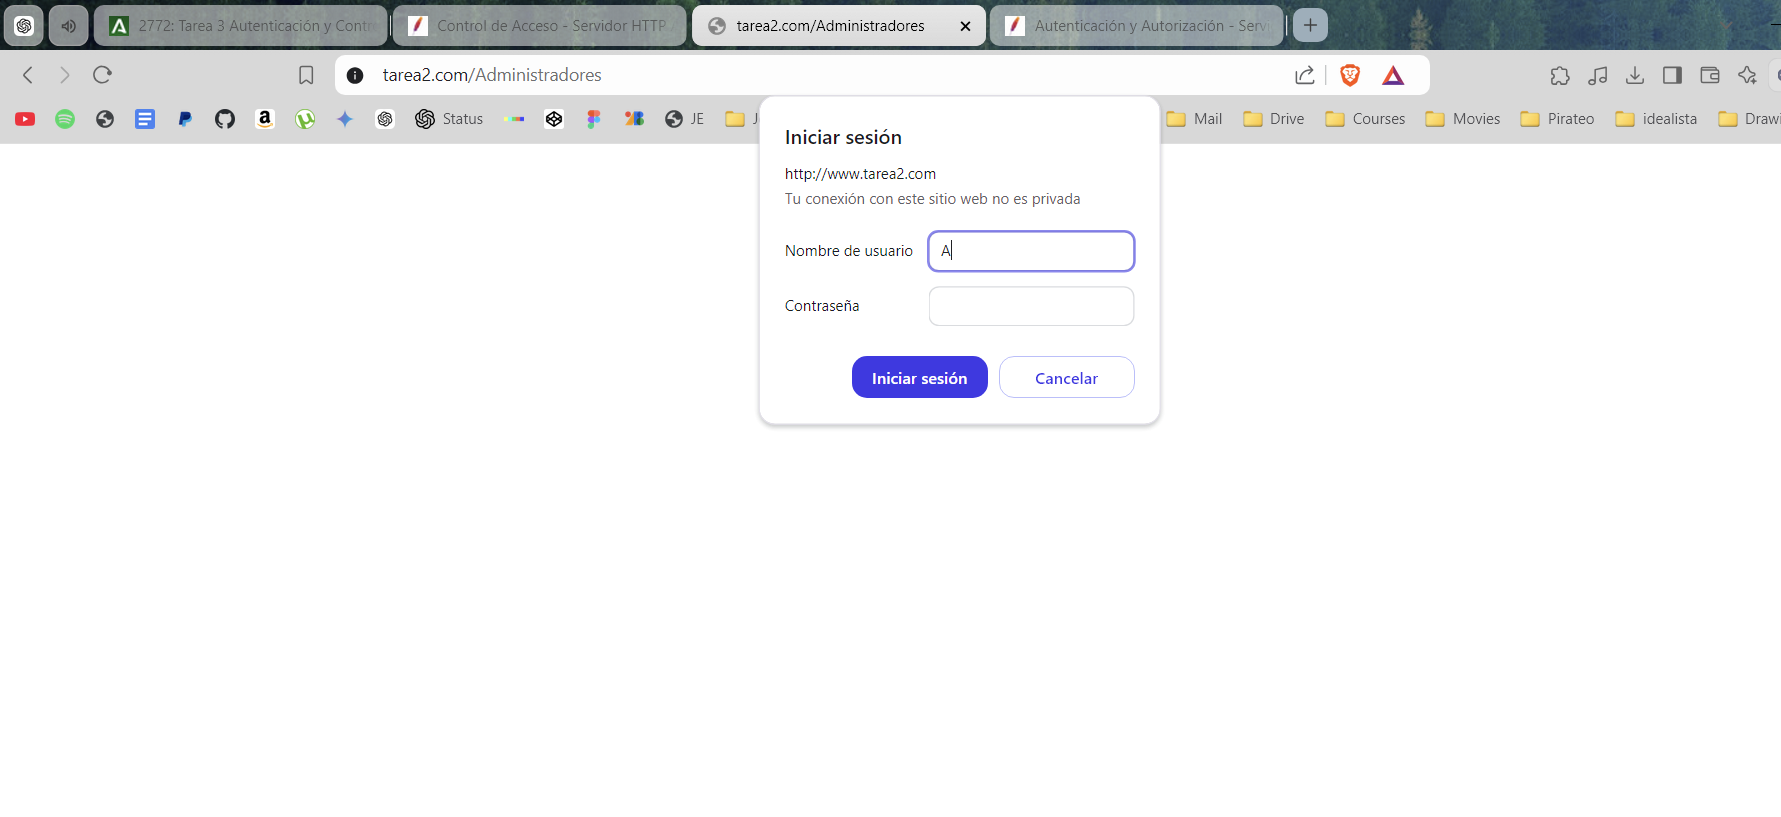 2772: Tarea 3 Autenticación y Contr
Control de Acceso - Servidor HTTP
tarea2.com/Administradores
Autenticación y Autorización - Serv
tarea2.com/Administradores
Status
JE
Mail
Drive
Courses
Movies
Pirateo
idealista
Drawi
Iniciar sesión
http://www.tarea2.com
Tu conexión con este sitio web no es privada
Nombre de usuario
A
Contraseña
Iniciar sesión
Cancelar